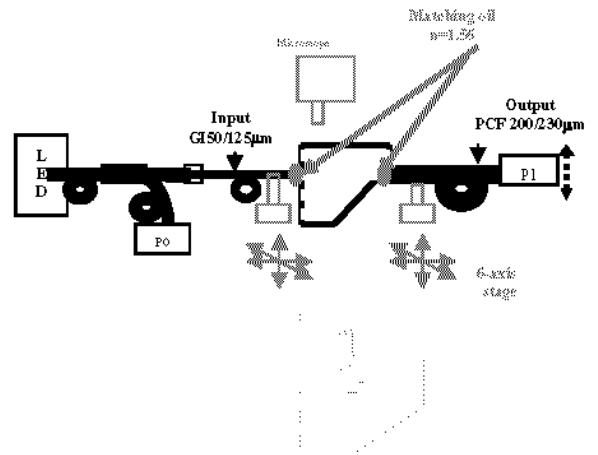 Matching oil
n=1.56
Microscope
Input
GI50/125μm
Output
PCF 200/230μm
L
E
D
P0
P1
6-axis
stage